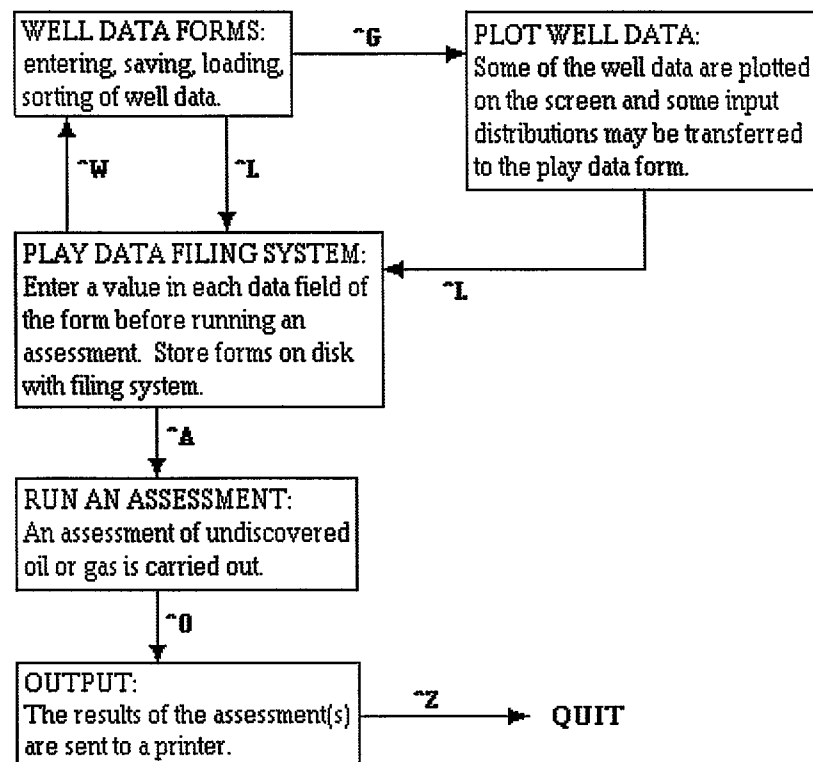 WELL DATA FORMS:
entering, saving, loading,
sorting of well data.
^G
PLOT WELL DATA:
Some of the well data are plotted
on the screen and some input
distributions may be transferred
to the play data form.
^W
^L
PLAY DATA FILING SYSTEM:
Enter a value in each data field of
the form before running an
assessment. Store forms on disk
with filing system.
^L
^A
RUN AN ASSESSMENT:
An assessment of undiscovered
oil or gas is carried out.
^O
OUTPUT:
The results of the assessment(s)
are sent to a printer.
^Z
QUIT